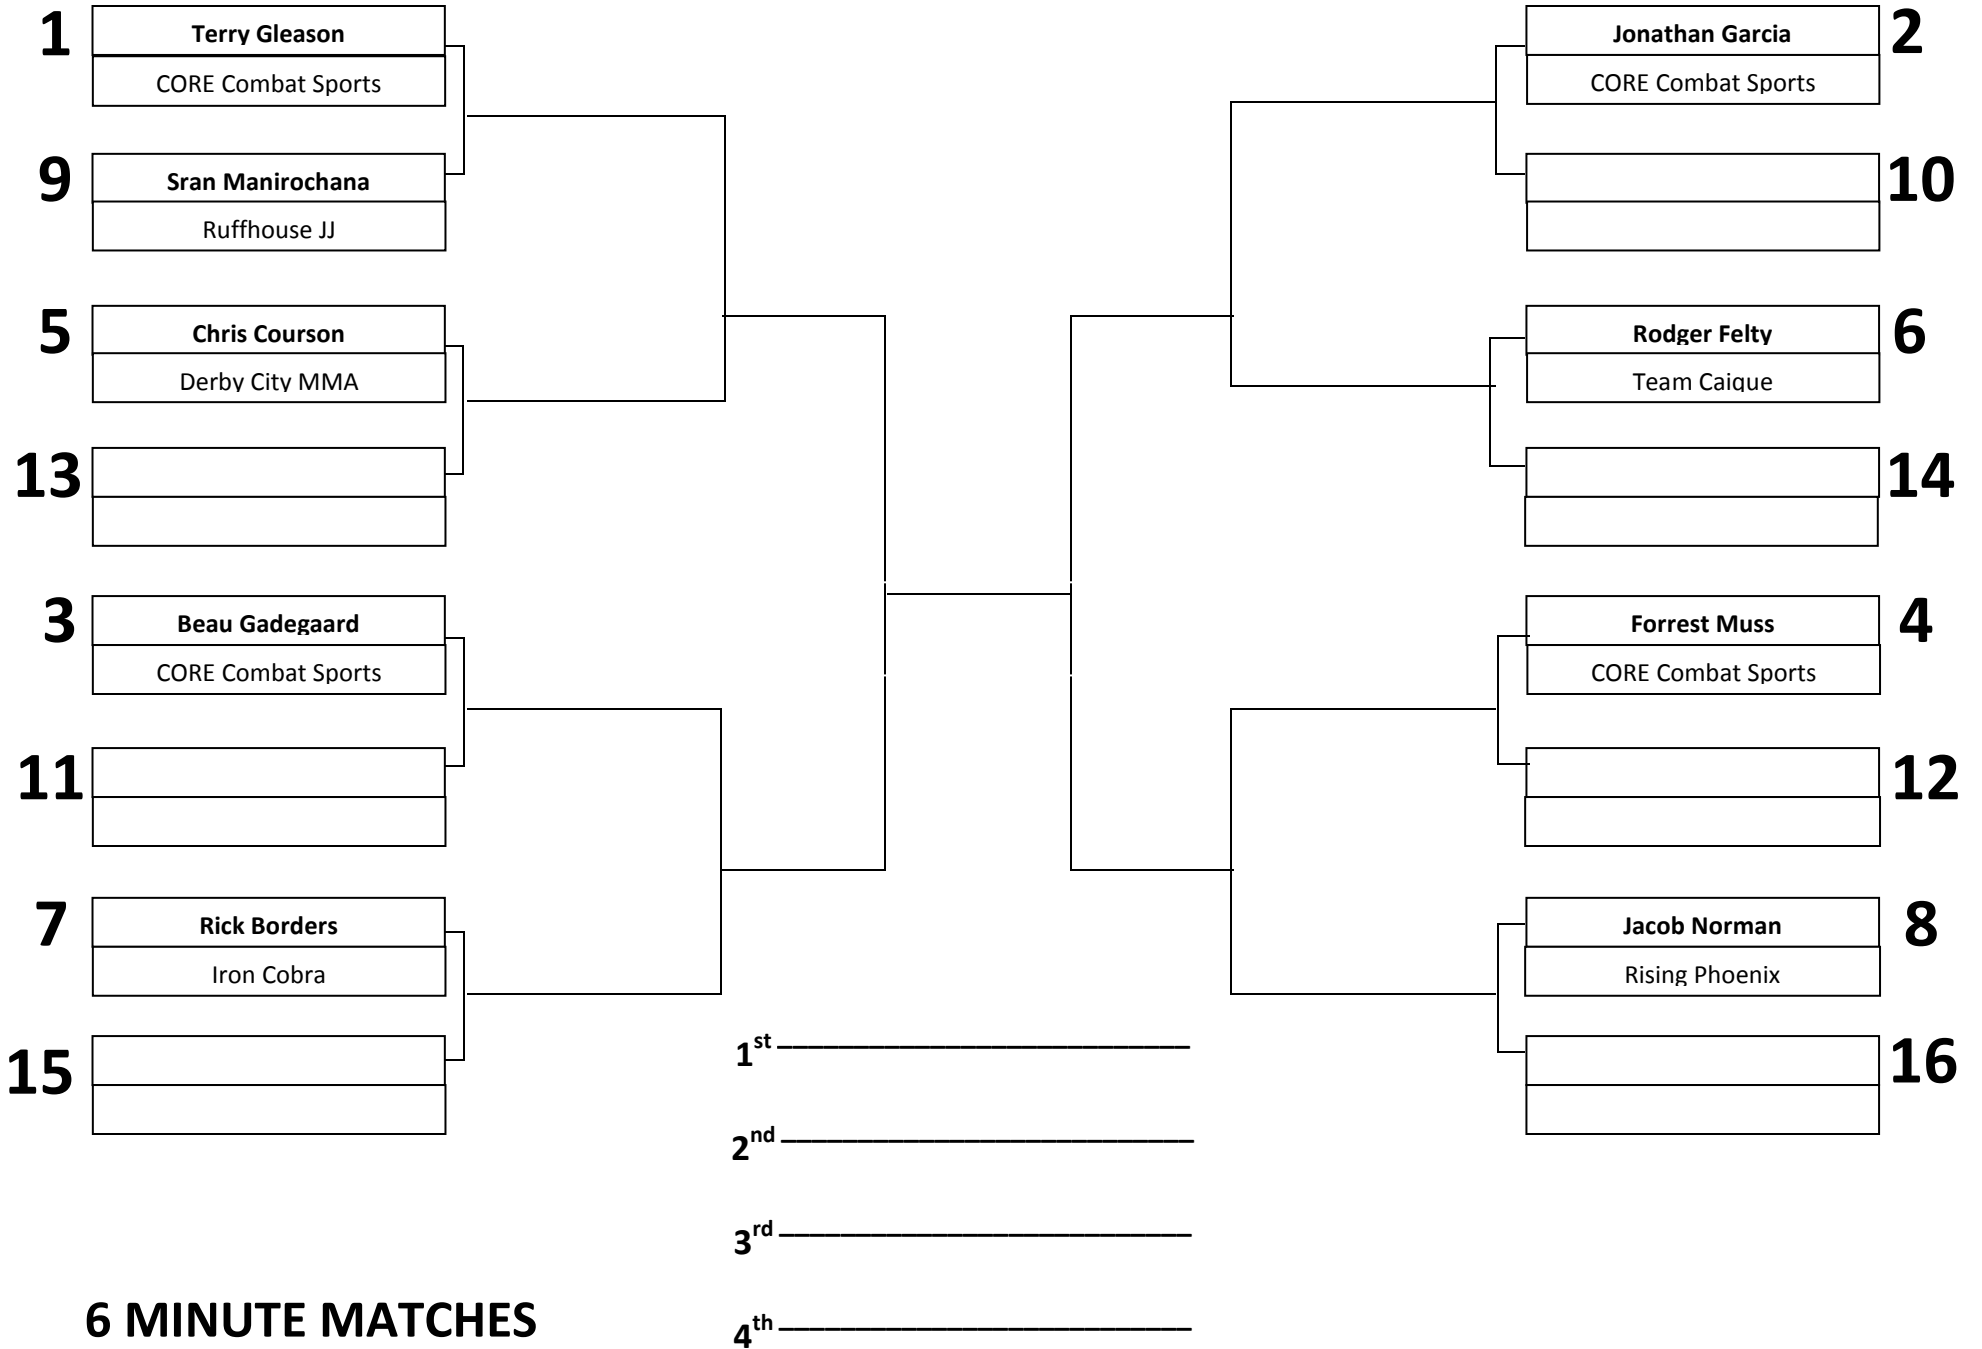 1
Terry Gleason
CORE Combat Sports
9
Sran Manirochana
Ruffhouse JJ
5
Chris Courson
Derby City MMA
13
3
Beau Gadegaard
CORE Combat Sports
11
7
Rick Borders
Iron Cobra
15
Jonathan Garcia
2
CORE Combat Sports
10
Rodger Felty
6
Team Caique
14
Forrest Muss
4
CORE Combat Sports
12
Jacob Norman
8
Rising Phoenix
16
1st
2nd
3rd
4th
6 MINUTE MATCHES